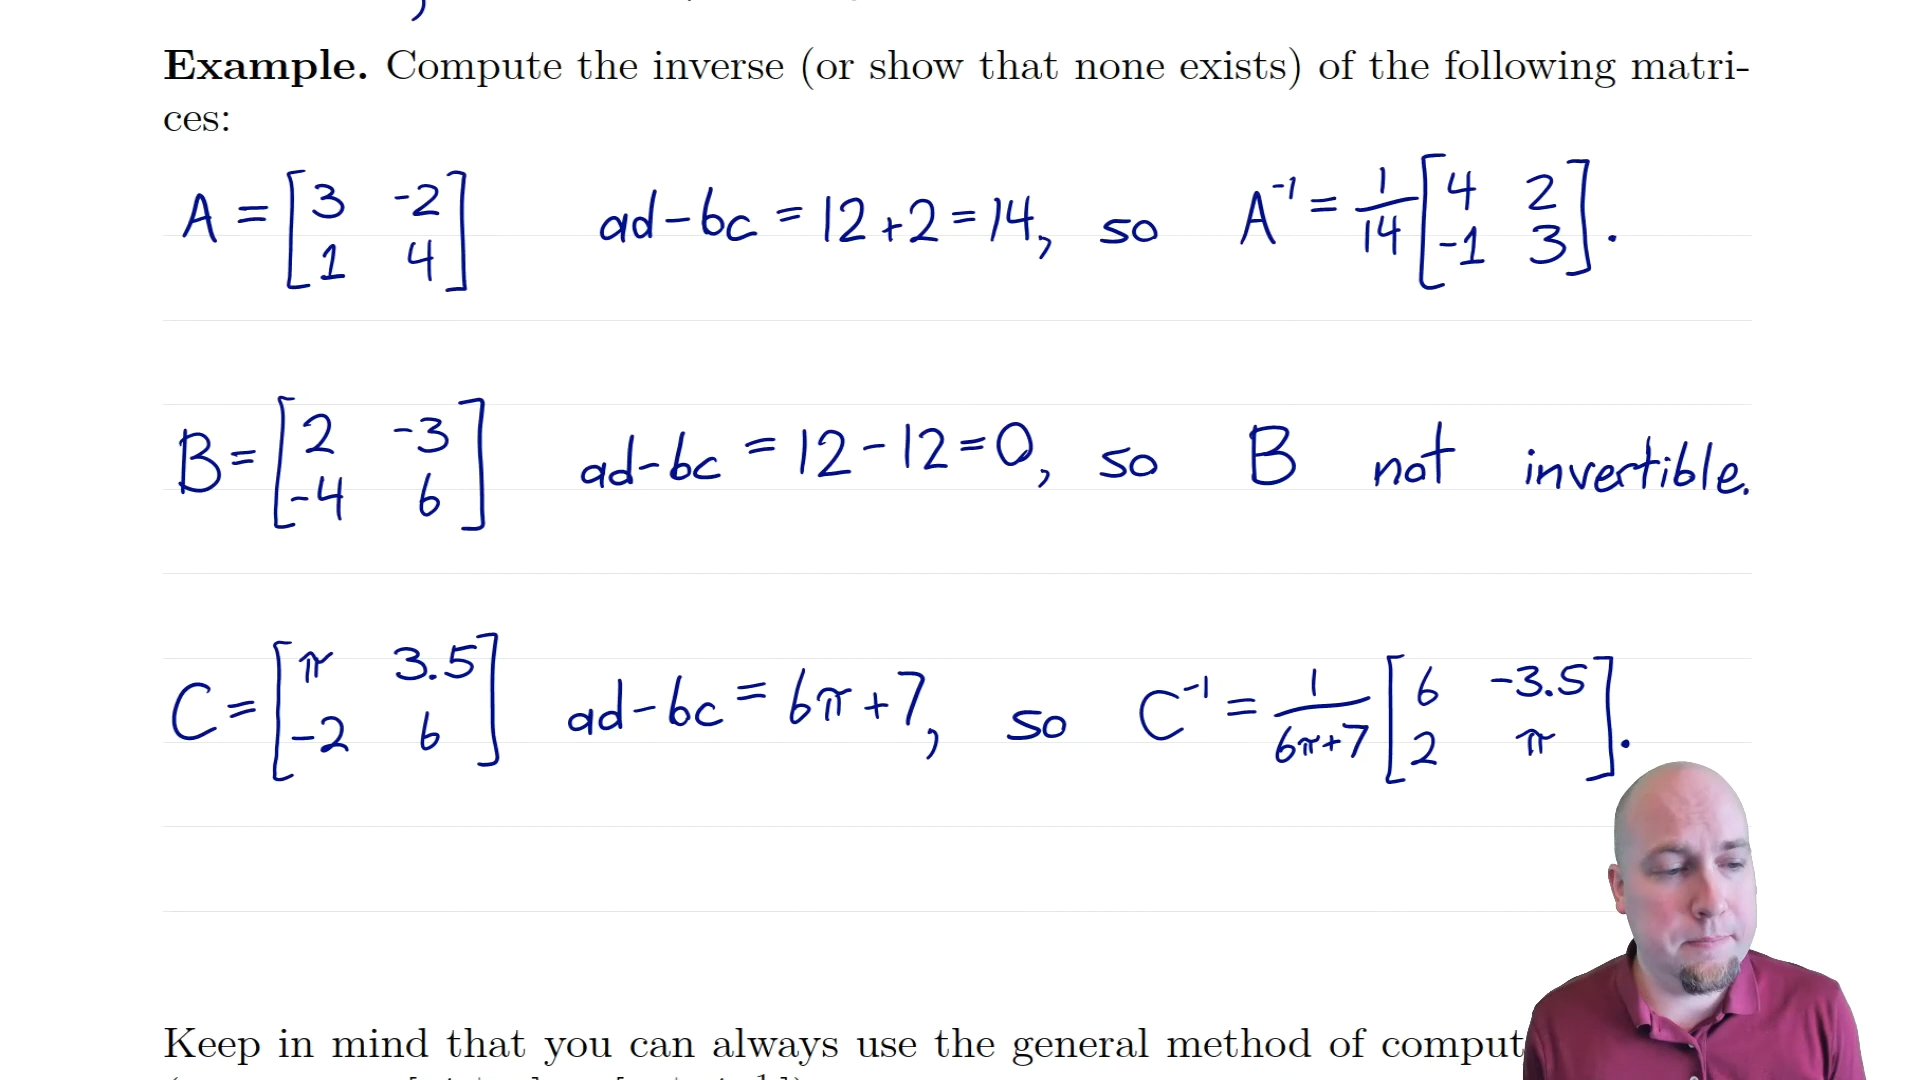 Example. Compute the inverse (or show that none exists) of the following matri-
ces:
A = [3 -2; 1 4] ad-bc = 12+2=14, so A⁻¹ = 1/14 [4 2; -1 3].
B = [2 -3; -4 6] ad-bc = 12-12=0, so B not invertible.
C = [π 3.5; -2 6] ad-bc = 6π+7, so C⁻¹ = 1/(6π+7) [6 -3.5; 2 π].
Keep in mind that you can always use the general method of comput